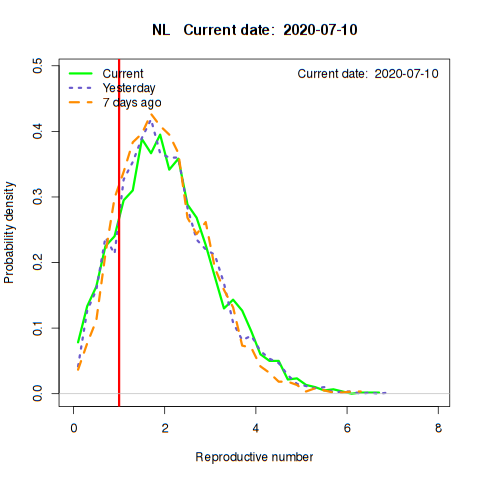 NL   Current date:  2020-07-10
Current date:  2020-07-10
Current
Yesterday
7 days ago
Probability density
0.5
0.4
0.3
0.2
0.1
0.0
0 2 4 6 8
Reproductive number